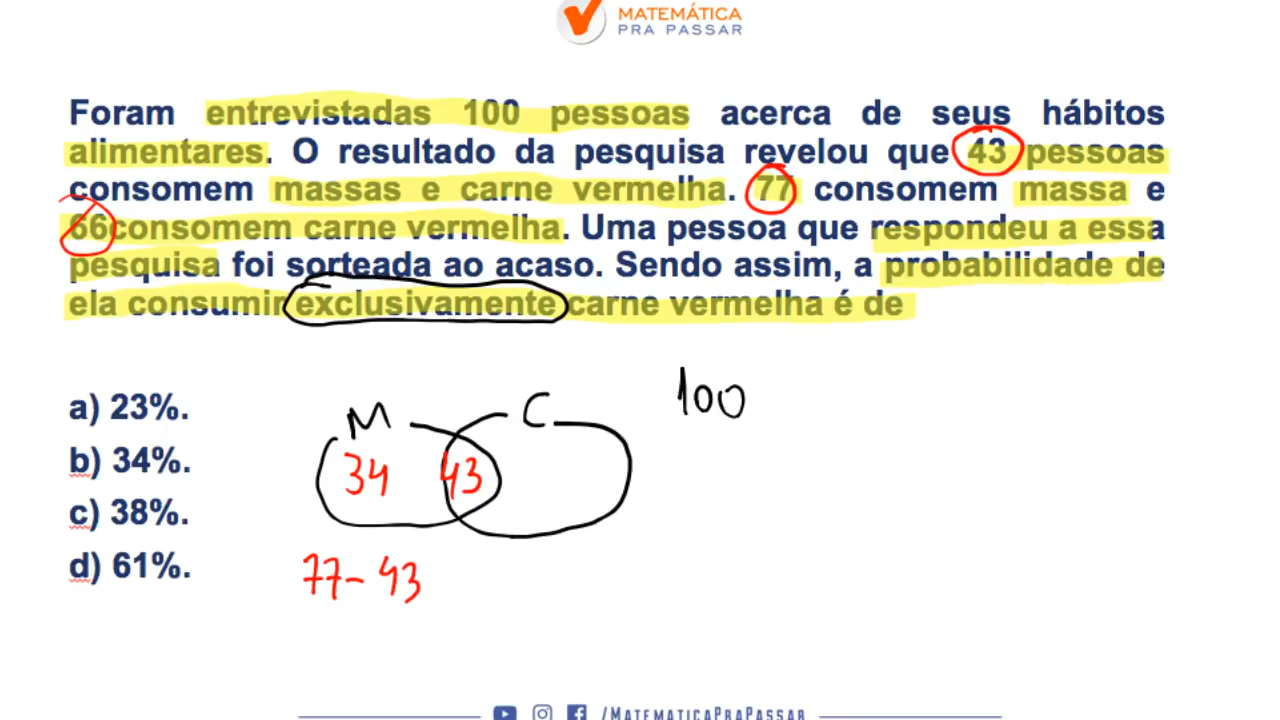 MATEMÁTICA
PRA PASSAR
Foram entrevistadas 100 pessoas acerca de seus hábitos
alimentares. O resultado da pesquisa revelou que 43 pessoas
consomem massas e carne vermelha. 77 consomem massa e
66consomem carne vermelha. Uma pessoa que respondeu a essa
pesquisa foi sorteada ao acaso. Sendo assim, a probabilidade de
ela consumir exclusivamente carne vermelha é de
100
a) 23%.
M C
b) 34%.
34 43
c) 38%.
d) 61%.
77-43
/MATEMATICAPRAPASSAR